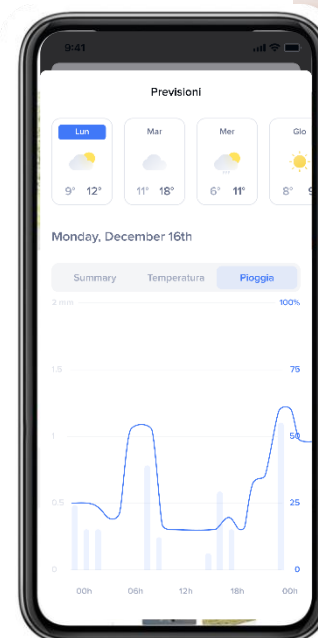 9:41
Previsioni
Lun Mar Mer Gio
9° 12° 11° 18° 6° 11° 8°
Monday, December 16th
Summary Temperatura Pioggia
2 mm 100%
1.5 75
1 50
0.5 25
0 0
00h 06h 12h 18h 00h